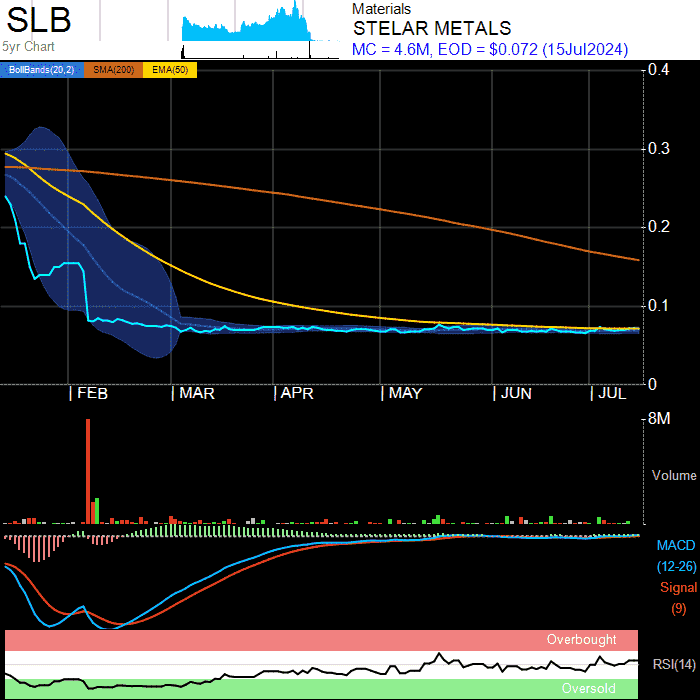 SLB
5yr Chart
Materials
STELAR METALS
MC = 4.6M, EOD = $0.072 (15Jul2024)
BollBands(20,2) SMA(200) EMA(50)
0.4
0.3
0.2
0.1
0
FEB MAR APR MAY JUN JUL
8M
Volume
MACD
(12-26)
Signal
(9)
Overbought
RSI(14)
Oversold